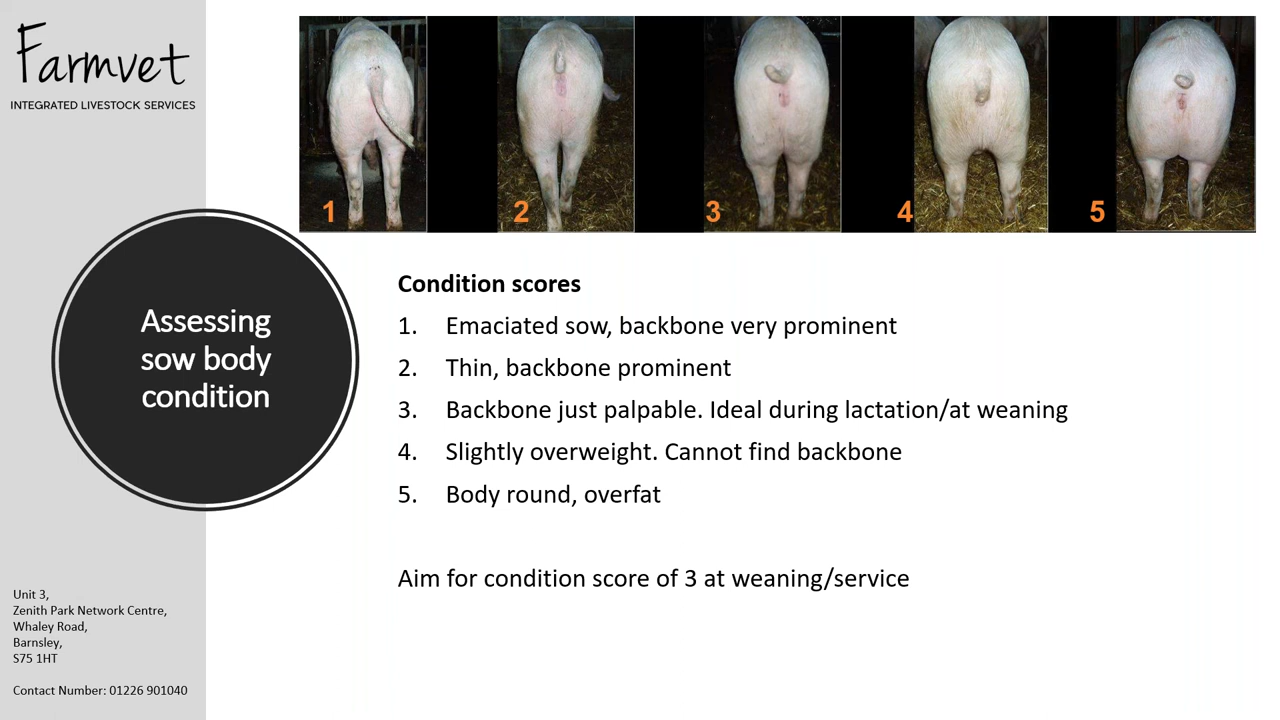 Farmvet
INTEGRATED LIVESTOCK SERVICES
1 2 3 4 5
Assessing
sow body
condition
Condition scores
1. Emaciated sow, backbone very prominent
2. Thin, backbone prominent
3. Backbone just palpable. Ideal during lactation/at weaning
4. Slightly overweight. Cannot find backbone
5. Body round, overfat
Aim for condition score of 3 at weaning/service
Unit 3,
Zenith Park Network Centre,
Whaley Road,
Barnsley,
S75 1HT
Contact Number: 01226 901040